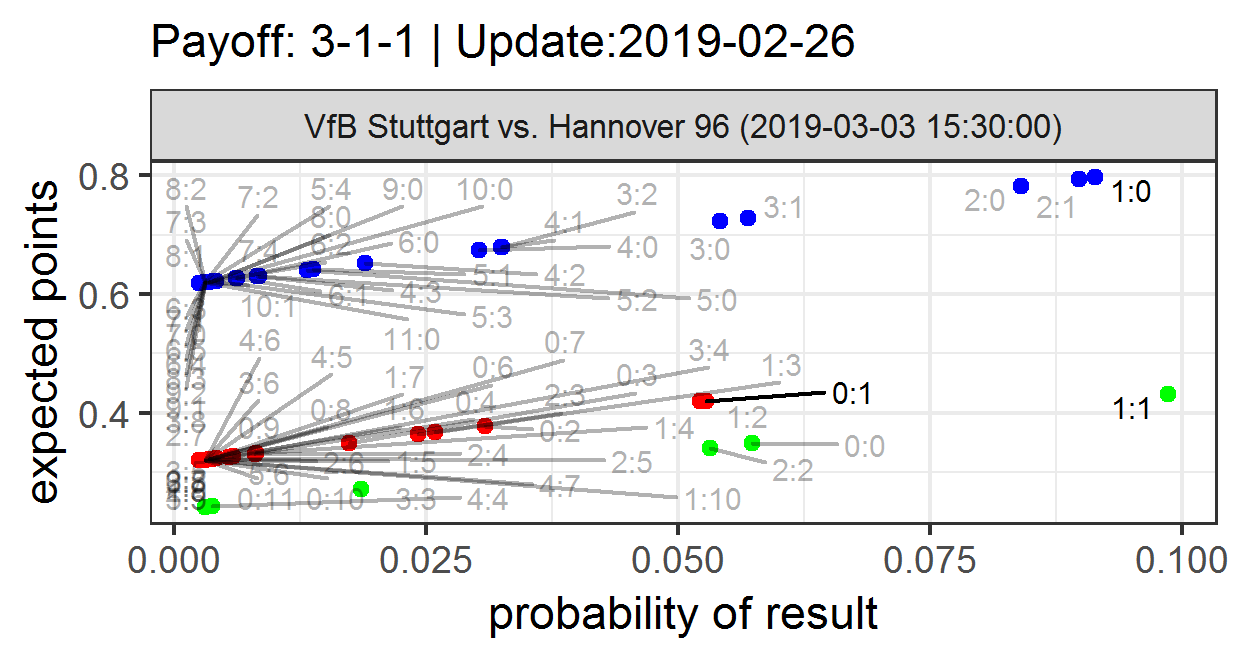 Payoff: 3-1-1 | Update:2019-02-26
VfB Stuttgart vs. Hannover 96 (2019-03-03 15:30:00)
expected points
0.8
0.6
0.4
8:2 7:2 5:4 9:0 10:0 3:2 3:1 2:0 2:1 1:0
7:3 8:0 4:1 3:0
7:4 6:2 6:0 4:0
5:1 4:2
10:1 6:1 4:3 5:2 5:0
5:3
11:0
4:6 4:5 0:7 3:4
3:6 1:7 0:6 0:3 1:3
0:8 1:6 0:4 2:3 0:1
2:7 0:9 0:2 1:4 1:2 1:1
5:6 2:6 1:5 2:4 2:5 0:0
2:2
0:11 0:10 3:3 4:4 4:7 1:10
0.000 0.025 0.050 0.075 0.100
probability of result